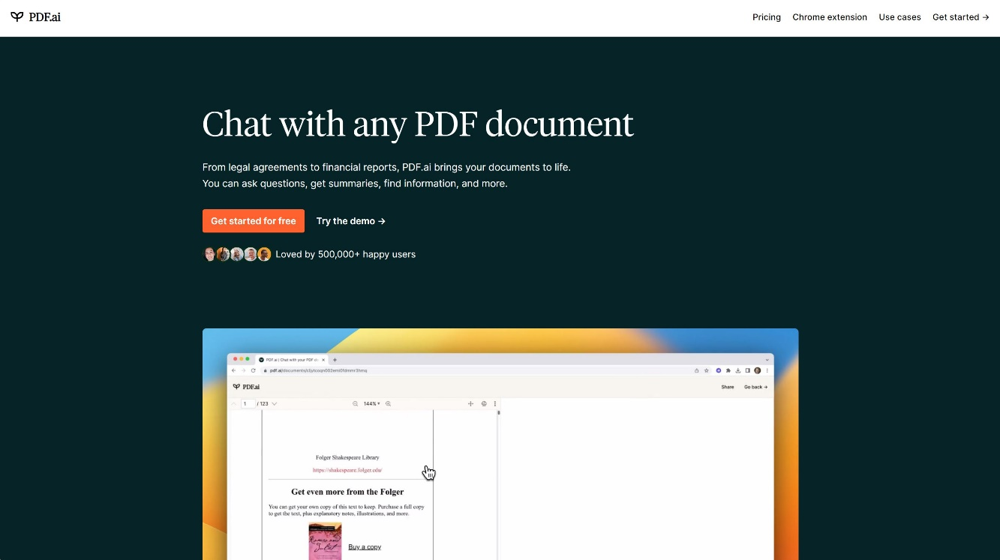 PDF.ai
Pricing Chrome extension Use cases Get started →
Chat with any PDF document
From legal agreements to financial reports, PDF.ai brings your documents to life.
You can ask questions, get summaries, find information, and more.
Get started for free Try the demo →
Loved by 500,000+ happy users
PDF.ai | Chat with your PDF
PDF.ai
Share Go back →
1 / 123 144%
Folger Shakespeare Library
https://shakespeare.folger.edu/
Get even more from the Folger
You can get your own copy of this text to keep. Purchase a full copy
to get the text, plus explanatory notes, illustrations, and more.
Romeo and
Juliet
Buy a copy